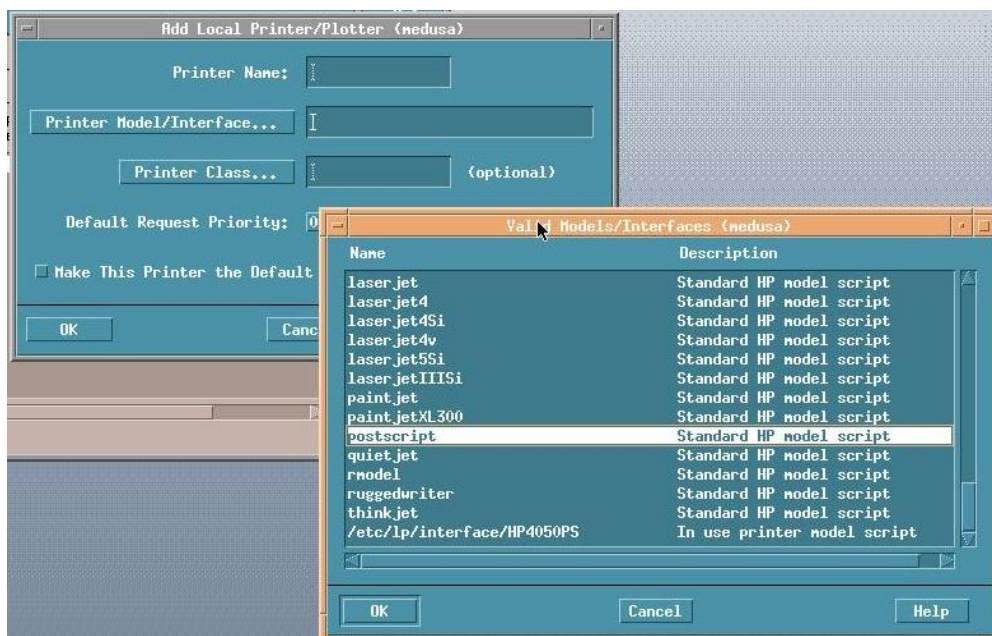 Add Local Printer/Plotter (medusa)
Printer Name:
Printer Model/Interface...
Printer Class...
(optional)
Default Request Priority: 0
Make This Printer the Default
OK
Canc
Valid Models/Interfaces (medusa)
Name Description
laserjet Standard HP model script
laserjet4 Standard HP model script
laserjet4Si Standard HP model script
laserjet4v Standard HP model script
laserjet5Si Standard HP model script
laserjetIIISi Standard HP model script
paintjet Standard HP model script
paintjetXL300 Standard HP model script
postscript Standard HP model script
quietjet Standard HP model script
rmodel Standard HP model script
ruggedwriter Standard HP model script
thinkjet Standard HP model script
/etc/lp/interface/HP4050PS In use printer model script
OK Cancel Help